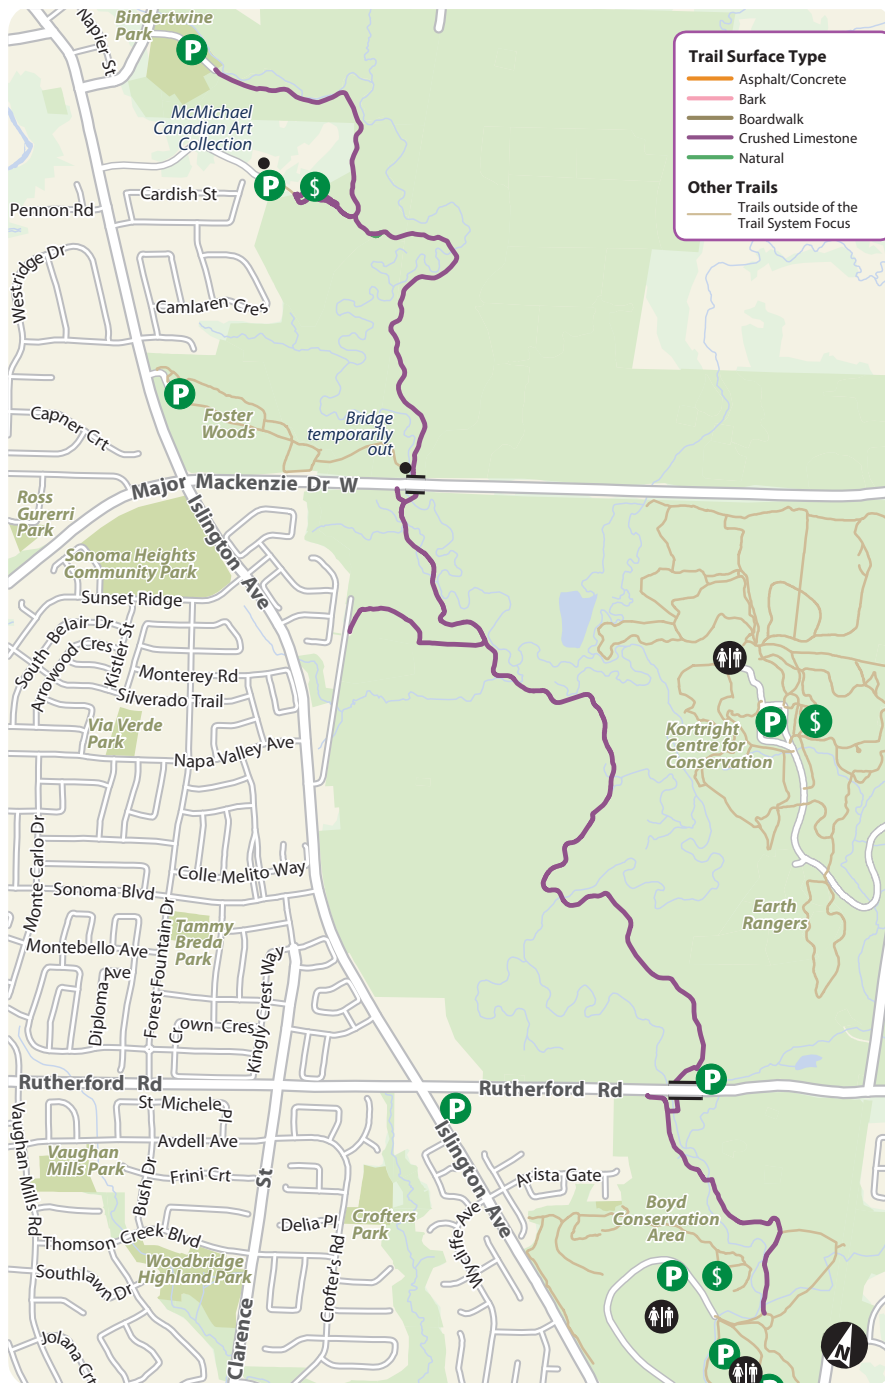 Bindertwine
Park
Napier St
P
McMichael
Canadian Art
Collection
Trail Surface Type
Asphalt/Concrete
Bark
Boardwalk
Crushed Limestone
Natural
Other Trails
Trails outside of the
Trail System Focus
P
$
Cardish St
Pennon Rd
Westridge Dr
Camlaren Cres
P
Foster
Woods
Capner Crt
Bridge
temporarily
out
Major Mackenzie Dr W
Ross
Gurerri
Park
Islington Ave
Sonoma Heights
Community Park
Sunset Ridge
South Belair Dr
Arrowood Cres
Kistler St
Monterey Rd
Silverado Trail
Via Verde
Park
Napa Valley Ave
P
$
Kortright
Centre for
Conservation
Monte Carlo Dr
Colle Melito Way
Sonoma Blvd
Forest Fountain Dr
Tammy
Breda
Park
Earth
Rangers
Montebello Ave
Diploma Ave
Kingly Crest Way
Crown Cres
Rutherford Rd
Rutherford Rd
P
P
St Michele
Pl
Vaughan Mills Rd
Avdell Ave
Islington Ave
Vaughan
Mills Park
Frini Crt
Bush Dr
St
Arista Gate
Delia Pl
Crofters
Park
Wycliffe Ave
Boyd
Conservation
Area
Thomson Creek Blvd
Woodbridge
Highland Park
Southlawn Dr
Crofter's Rd
P
$
Clarence
Jolana Crt
P
N